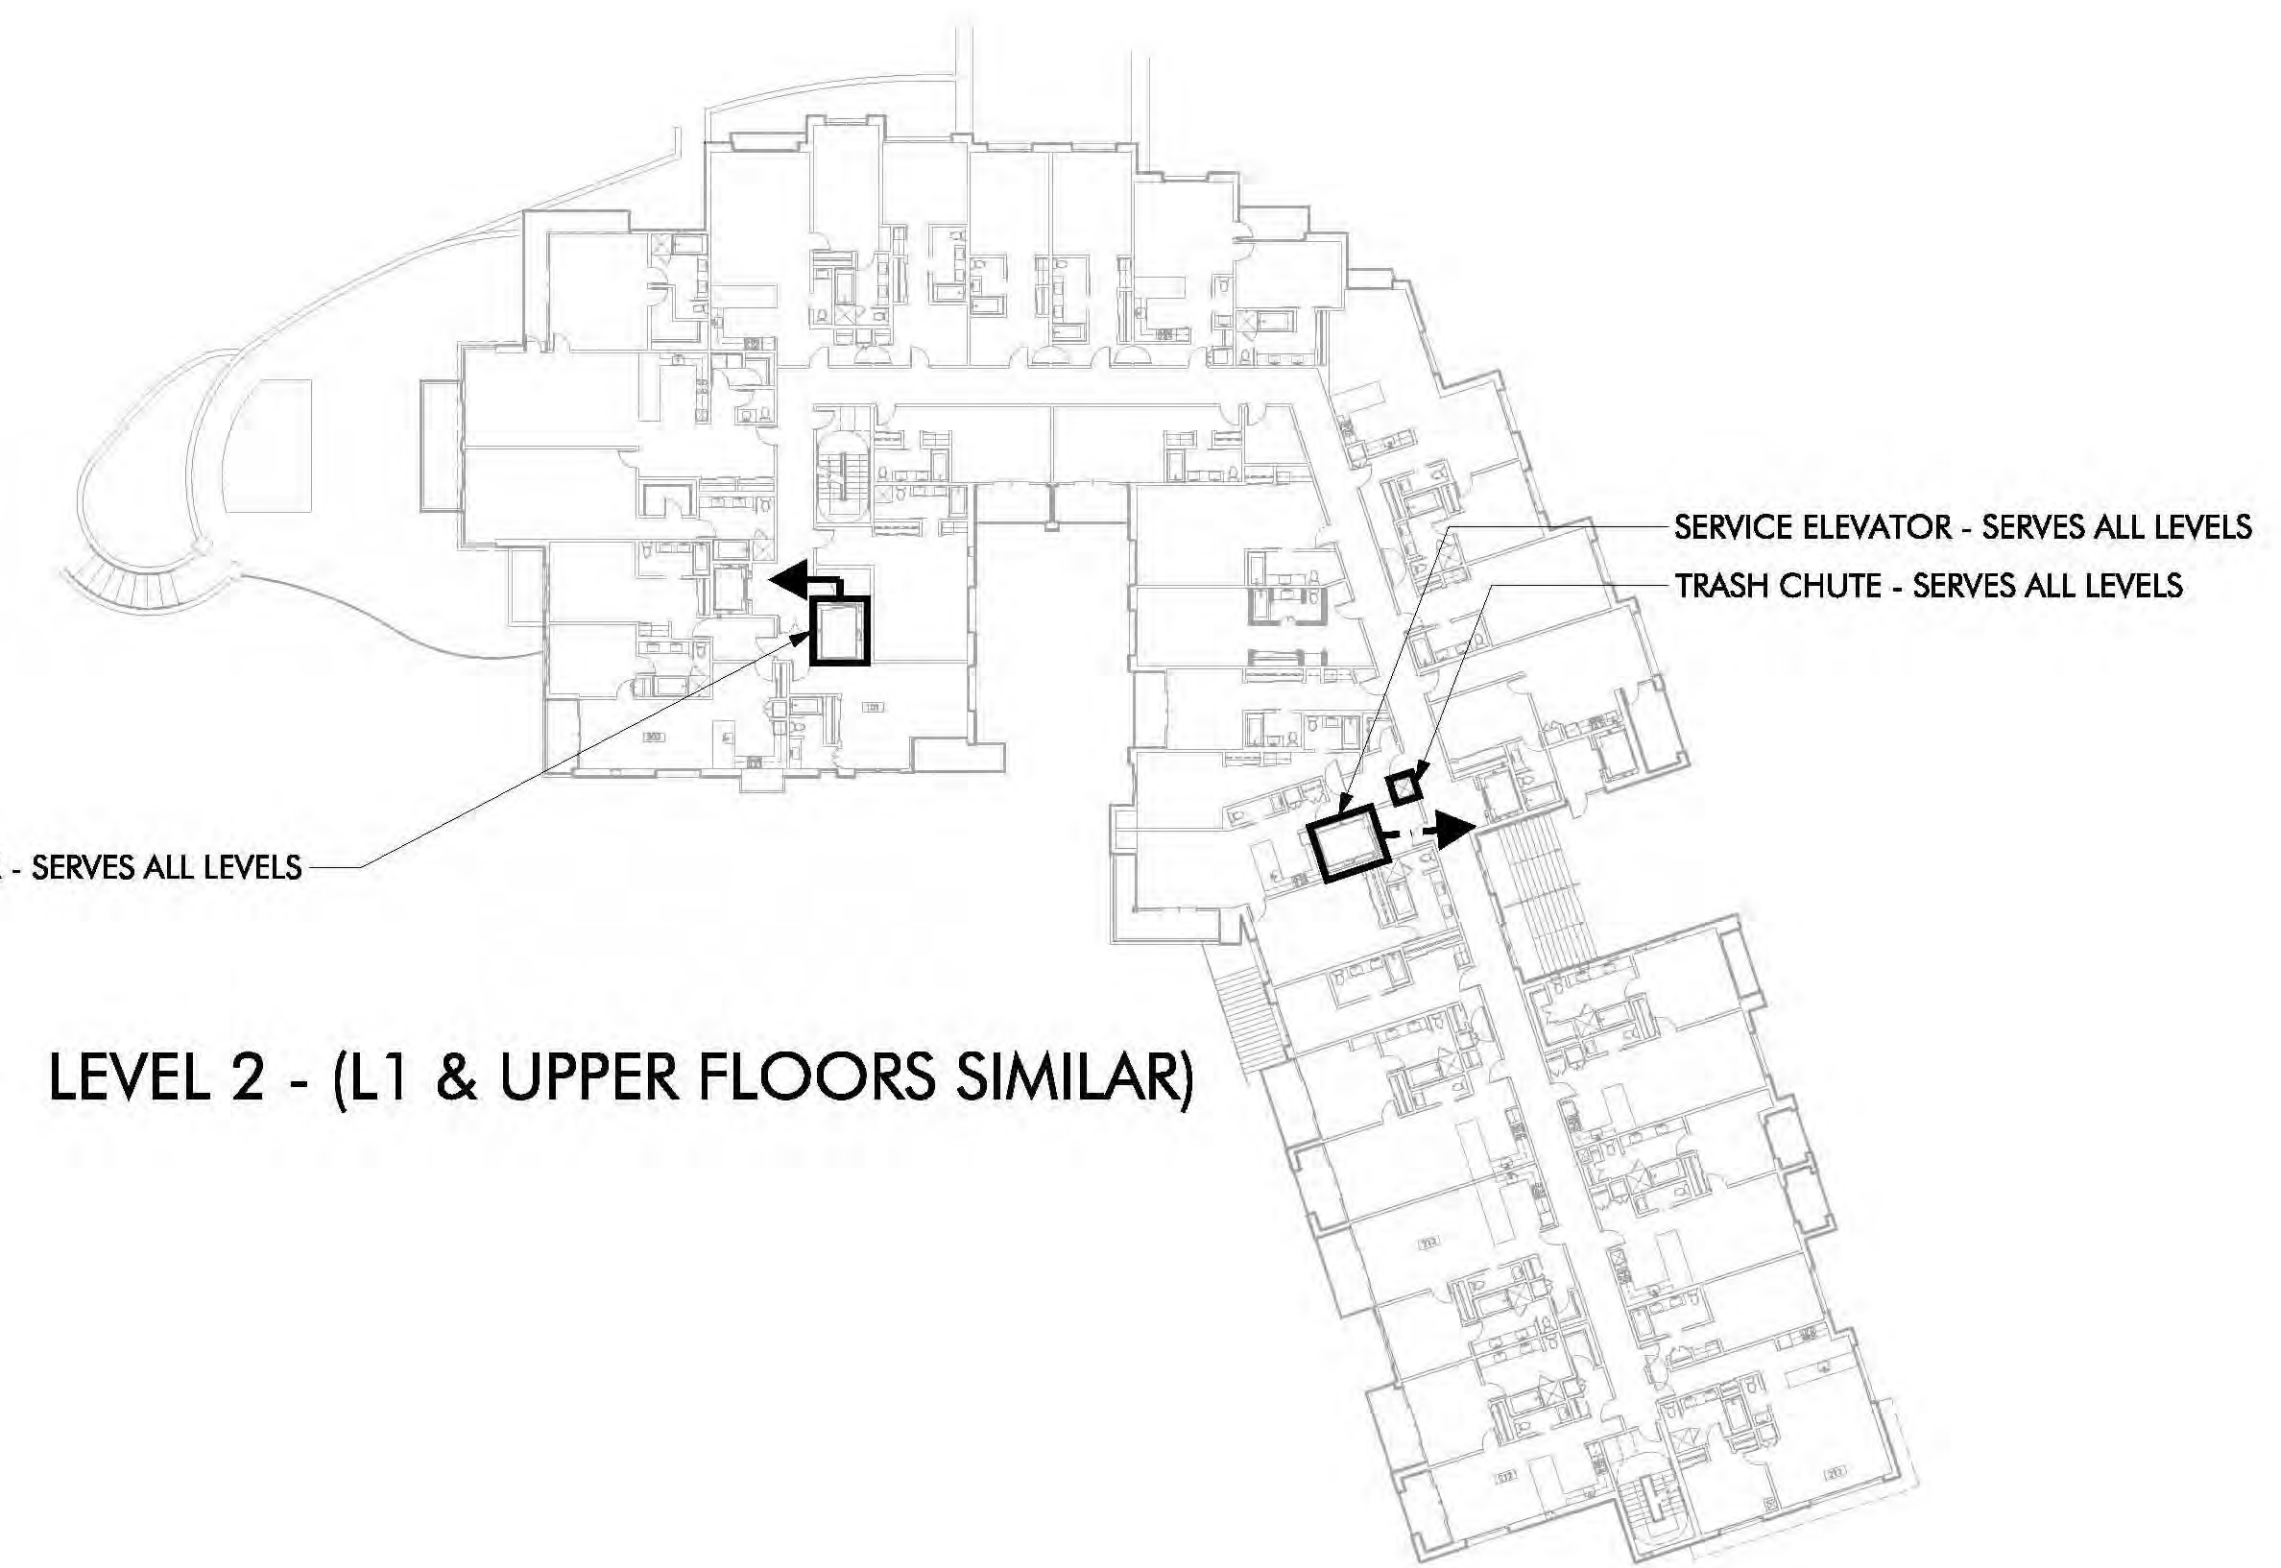 SERVICE ELEVATOR - SERVES ALL LEVELS
TRASH CHUTE - SERVES ALL LEVELS
- SERVES ALL LEVELS
LEVEL 2 - (L1 & UPPER FLOORS SIMILAR)